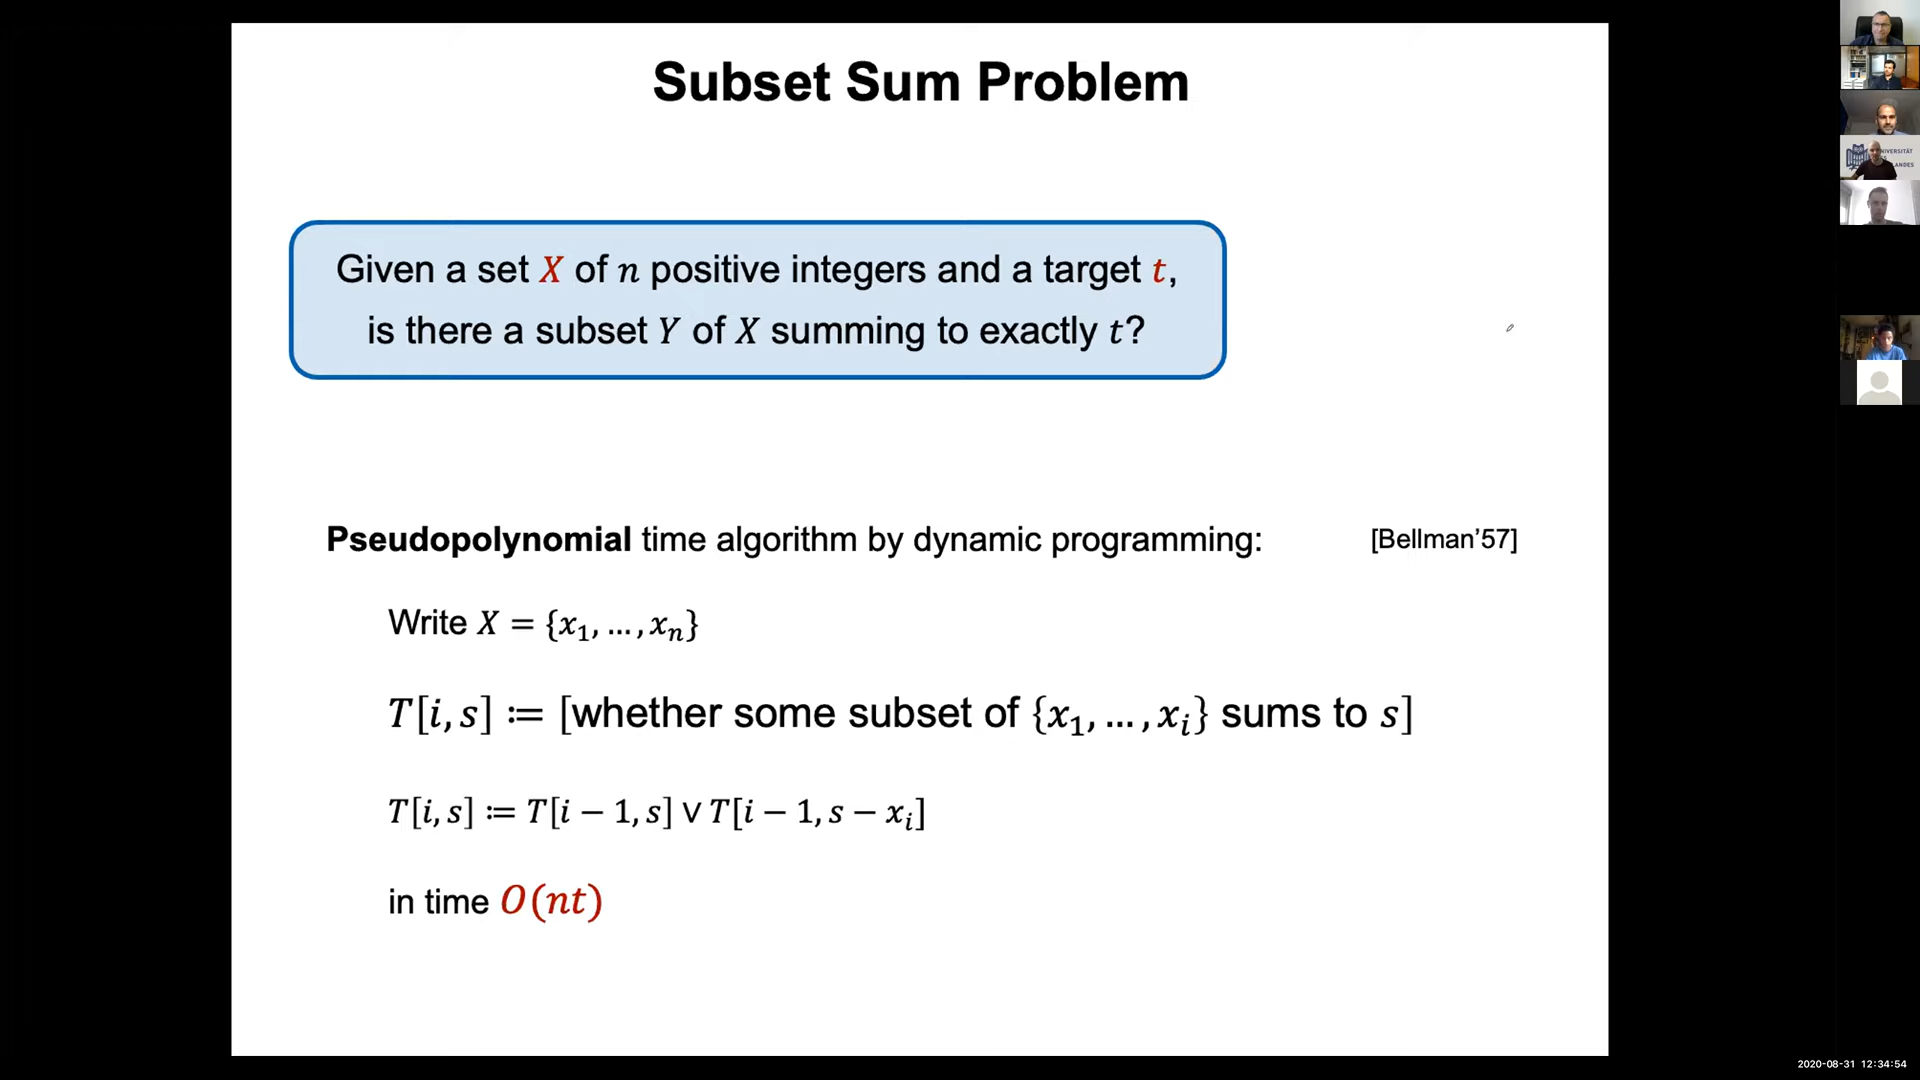 Subset Sum Problem
Given a set X of n positive integers and a target t,
is there a subset Y of X summing to exactly t?
Pseudopolynomial time algorithm by dynamic programming: [Bellman’57]
Write X = {x₁, …, xₙ}
T[i, s] ≔ [whether some subset of {x₁, …, xᵢ} sums to s]
T[i, s] ≔ T[i − 1, s] ∨ T[i − 1, s − xᵢ]
in time O(nt)
2020-08-31 12:34:54